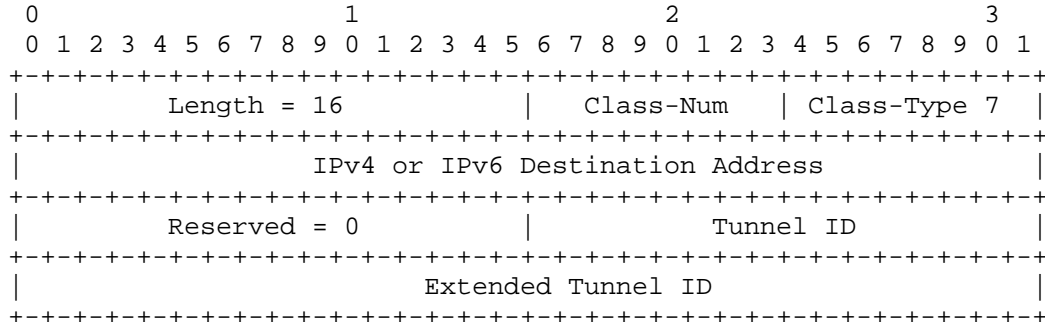 0                   1                   2                   3
 0 1 2 3 4 5 6 7 8 9 0 1 2 3 4 5 6 7 8 9 0 1 2 3 4 5 6 7 8 9 0 1
+-+-+-+-+-+-+-+-+-+-+-+-+-+-+-+-+-+-+-+-+-+-+-+-+-+-+-+-+-+-+-+-+
|         Length = 16           |   Class-Num   | Class-Type 7  |
+-+-+-+-+-+-+-+-+-+-+-+-+-+-+-+-+-+-+-+-+-+-+-+-+-+-+-+-+-+-+-+-+
|                  IPv4 or IPv6 Destination Address             |
+-+-+-+-+-+-+-+-+-+-+-+-+-+-+-+-+-+-+-+-+-+-+-+-+-+-+-+-+-+-+-+-+
|         Reserved = 0          |           Tunnel ID           |
+-+-+-+-+-+-+-+-+-+-+-+-+-+-+-+-+-+-+-+-+-+-+-+-+-+-+-+-+-+-+-+-+
|                         Extended Tunnel ID                    |
+-+-+-+-+-+-+-+-+-+-+-+-+-+-+-+-+-+-+-+-+-+-+-+-+-+-+-+-+-+-+-+-+